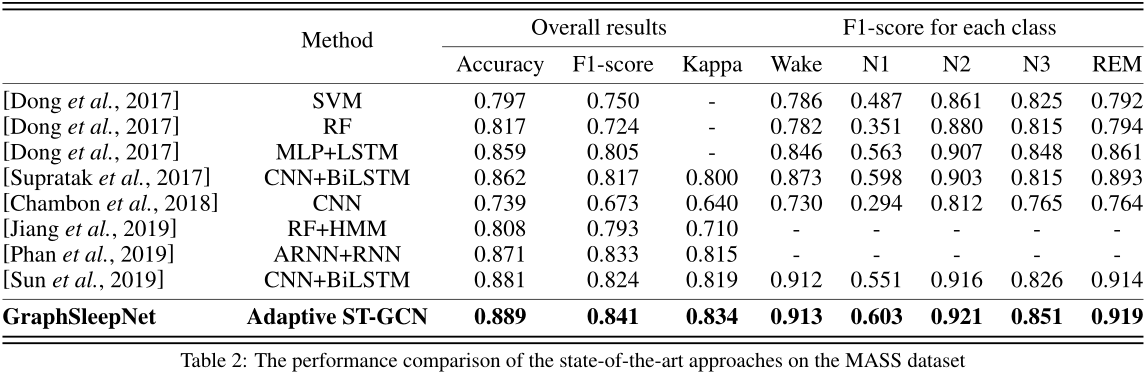 Method Overall results F1-score for each class
Accuracy F1-score Kappa Wake N1 N2 N3 REM
[Dong et al., 2017] SVM 0.797 0.750 - 0.786 0.487 0.861 0.825 0.792
[Dong et al., 2017] RF 0.817 0.724 - 0.782 0.351 0.880 0.815 0.794
[Dong et al., 2017] MLP+LSTM 0.859 0.805 - 0.846 0.563 0.907 0.848 0.861
[Supratak et al., 2017] CNN+BiLSTM 0.862 0.817 0.800 0.873 0.598 0.903 0.815 0.893
[Chambon et al., 2018] CNN 0.739 0.673 0.640 0.730 0.294 0.812 0.765 0.764
[Jiang et al., 2019] RF+HMM 0.808 0.793 0.710 - - - - -
[Phan et al., 2019] ARNN+RNN 0.871 0.833 0.815 - - - - -
[Sun et al., 2019] CNN+BiLSTM 0.881 0.824 0.819 0.912 0.551 0.916 0.826 0.914
GraphSleepNet Adaptive ST-GCN 0.889 0.841 0.834 0.913 0.603 0.921 0.851 0.919
Table 2: The performance comparison of the state-of-the-art approaches on the MASS dataset